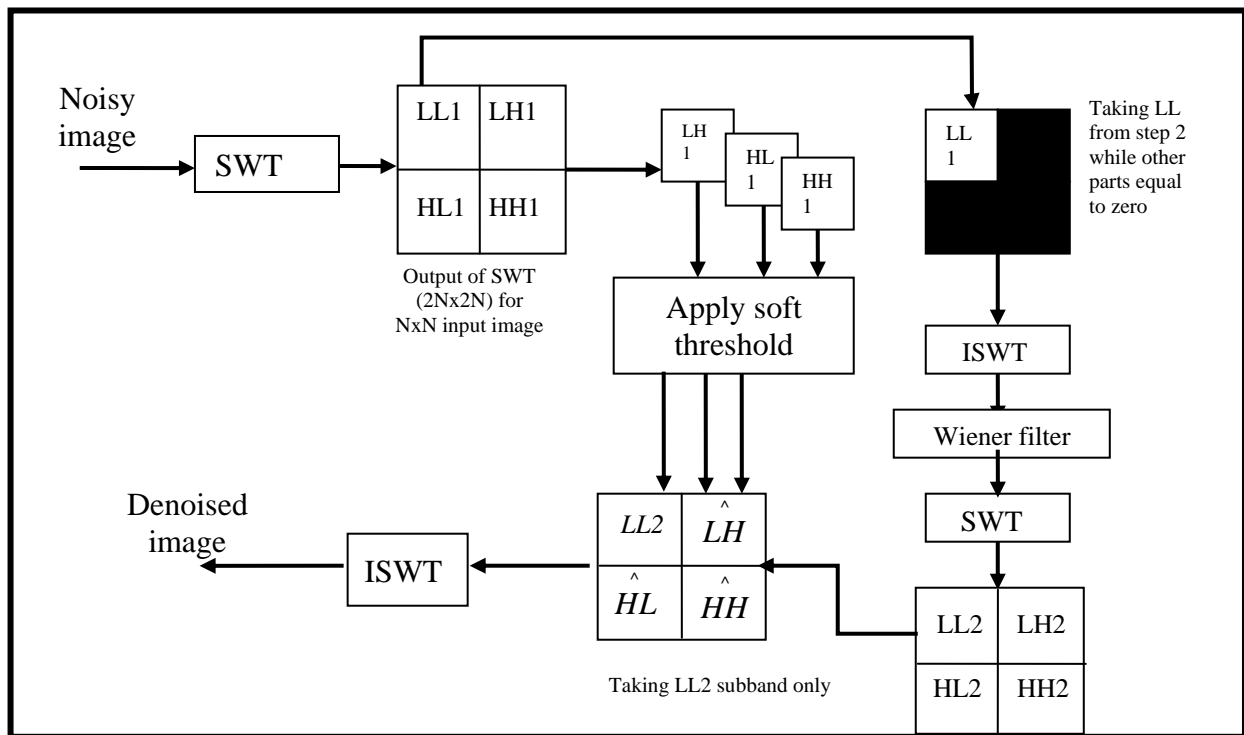 Noisy
image
SWT
LL1
LH1
HL1
HH1
Output of SWT
(2Nx2N) for
NxN input image
LH
1
HL
1
HH
1
Apply soft
threshold
LL
1
Taking LL
from step 2
while other
parts equal
to zero
ISWT
Wiener filter
SWT
LL2
LH2
HL2
HH2
LL2
^
LH
^
HL
^
HH
Taking LL2 subband only
ISWT
Denoised
image